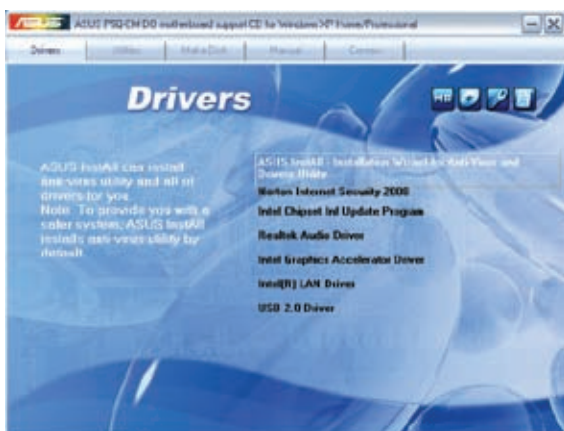 ASUS P5Q-EM DO motherboard support CD for Windows XP Home/Professional
Drivers Utilities Make Disk Manual Contact
Drivers
ASUS InstAll can install
anti-virus utility and all of
drivers for you.
Note: To provide you with a
safer system, ASUS InstAll
installs anti-virus utility by
default.
ASUS InstAll - Installation Wizard for Anti-Virus and
Drivers Utility
Norton Internet Security 2008
Intel Chipset Inf Update Program
Realtek Audio Driver
Intel Graphics Accelerator Driver
Intel(R) LAN Driver
USB 2.0 Driver